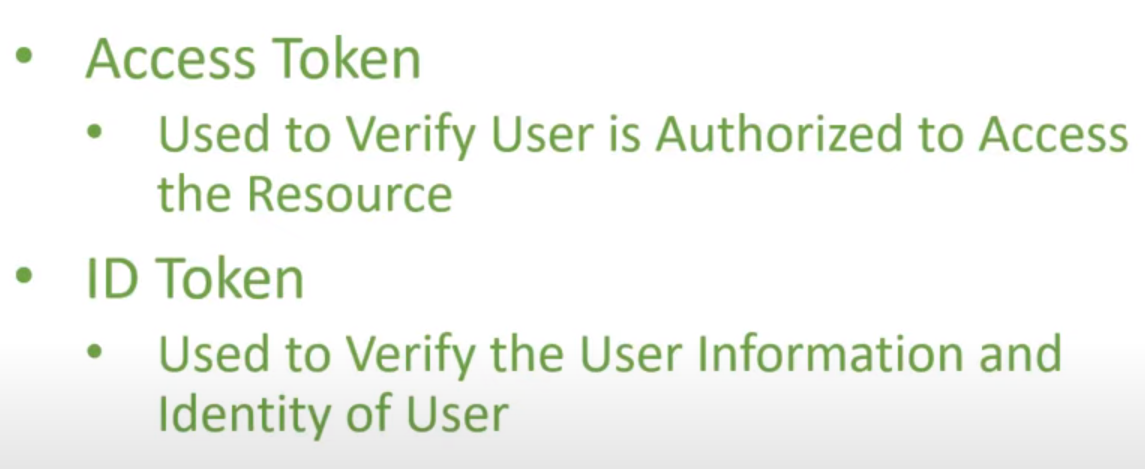 • Access Token
• Used to Verify User is Authorized to Access
the Resource
• ID Token
• Used to Verify the User Information and
Identity of User